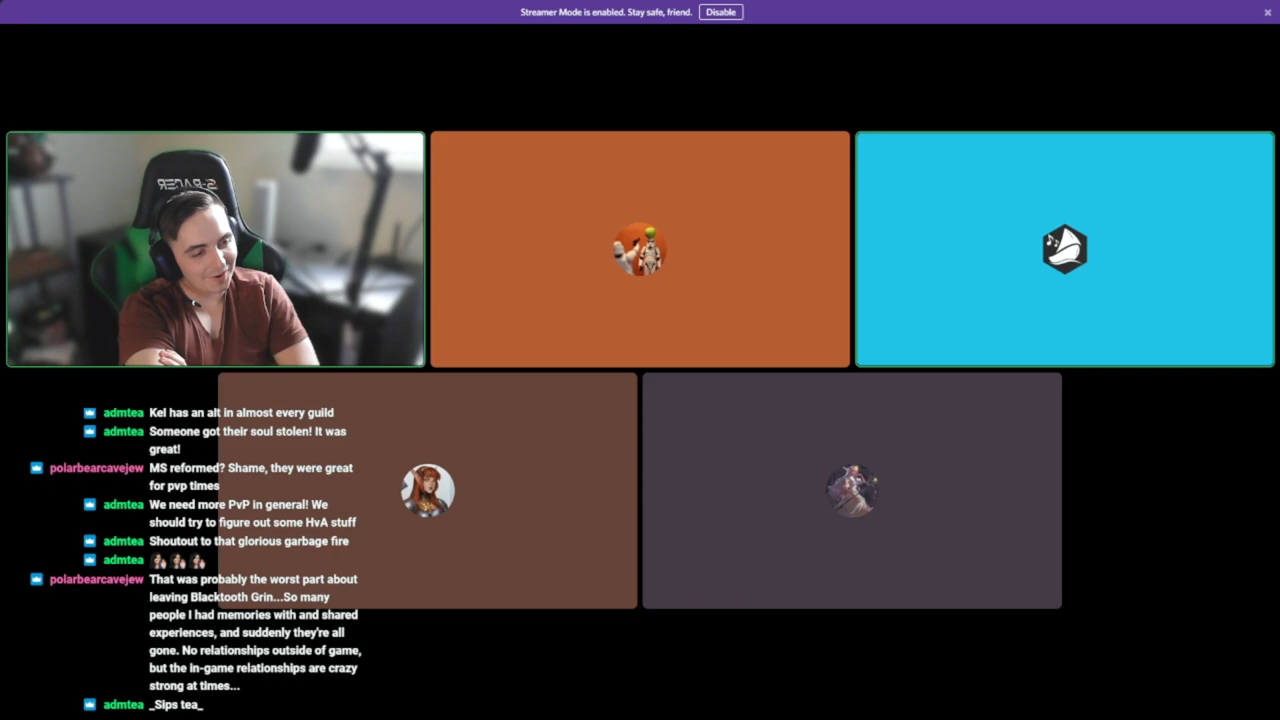 Streamer Mode is enabled. Stay safe, friend. Disable
S-RACER
admtea Kel has an alt in almost every guild
admtea Someone got their soul stolen! It was
great!
polarbearcavejew MS reformed? Shame, they were great
for pvp times
admtea We need more PvP in general! We
should try to figure out some HvA stuff
admtea Shoutout to that glorious garbage fire
admtea
polarbearcavejew That was probably the worst part about
leaving Blacktooth Grin...So many
people I had memories with and shared
experiences, and suddenly they're all
gone. No relationships outside of game,
but the in-game relationships are crazy
strong at times...
admtea _Sips tea_